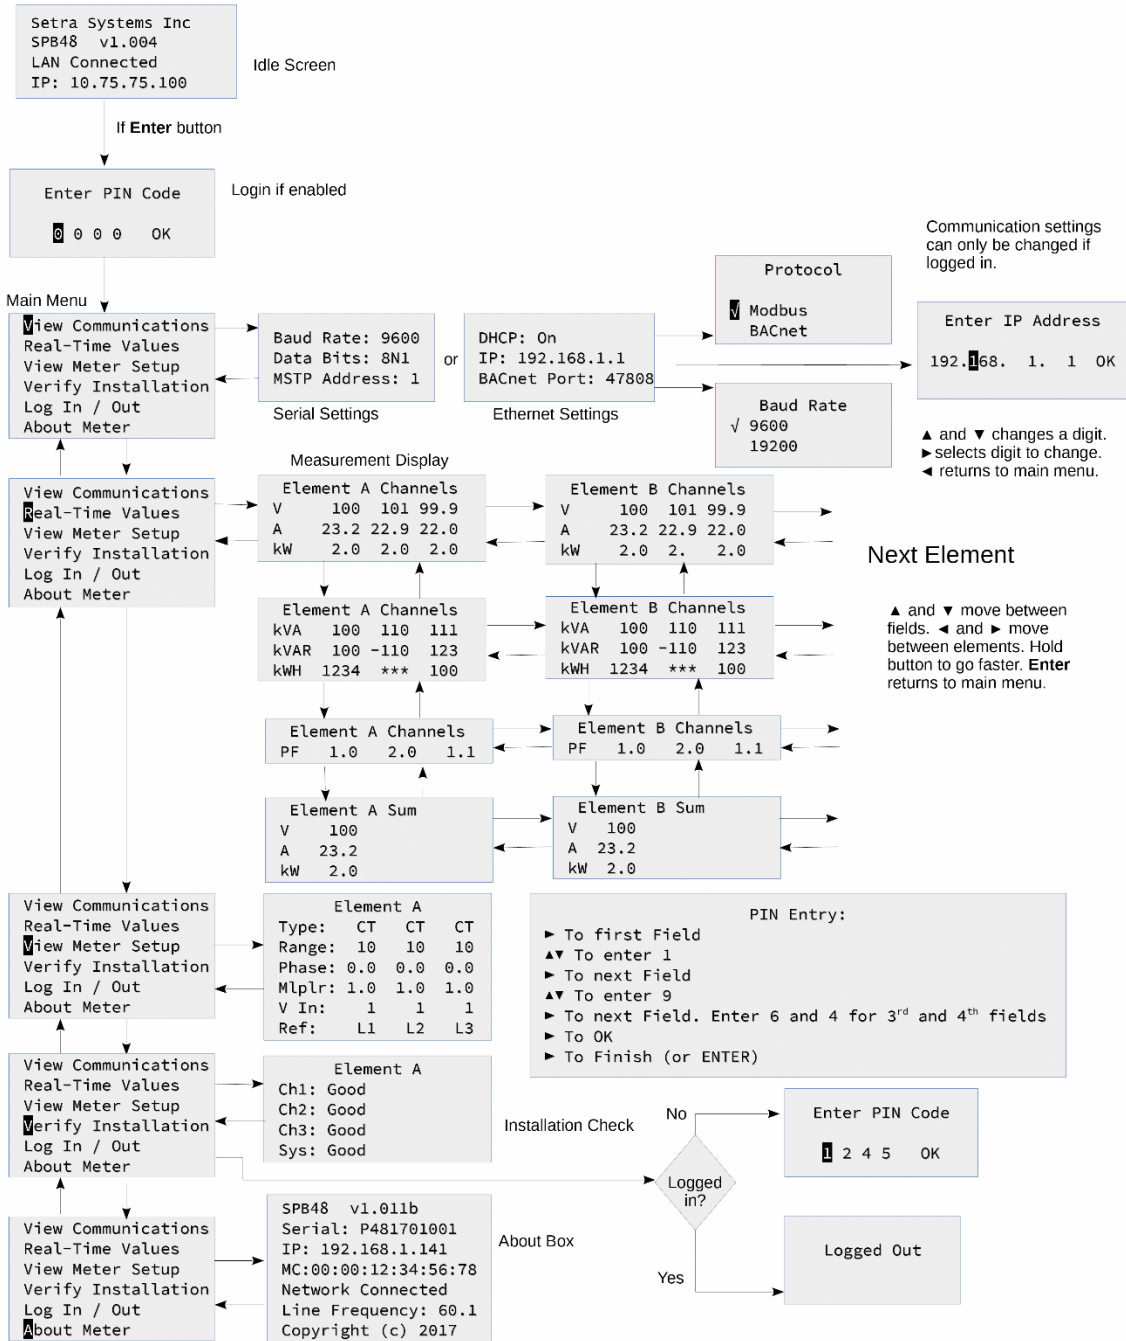 Setra Systems Inc
SPB48 v1.004
LAN Connected
IP: 10.75.75.100
Idle Screen
If Enter button
Enter PIN Code
0 0 0 0 OK
Login if enabled
Main Menu
View Communications
Real-Time Values
View Meter Setup
Verify Installation
Log In / Out
About Meter
Baud Rate: 9600
Data Bits: 8N1
MSTP Address: 1
Serial Settings
or
DHCP: On
IP: 192.168.1.1
BACnet Port: 47808
Ethernet Settings
Protocol
√ Modbus
BACnet
Baud Rate
√ 9600
19200
Communication settings
can only be changed if
logged in.
Enter IP Address
192.168. 1. 1 OK
▲ and ▼ changes a digit.
► selects digit to change.
◄ returns to main menu.
View Communications
Real-Time Values
View Meter Setup
Verify Installation
Log In / Out
About Meter
Measurement Display
Element A Channels
V 100 101 99.9
A 23.2 22.9 22.0
kW 2.0 2.0 2.0
Element B Channels
V 100 101 99.9
A 23.2 22.9 22.0
kW 2.0 2. 2.0
Next Element
Element A Channels
kVA 100 110 111
kVAR 100 -110 123
kWH 1234 *** 100
Element B Channels
kVA 100 110 111
kVAR 100 -110 123
kWH 1234 *** 100
▲ and ▼ move between
fields. ◄ and ► move
between elements. Hold
button to go faster. Enter
returns to main menu.
Element A Channels
PF 1.0 2.0 1.1
Element B Channels
PF 1.0 2.0 1.1
Element A Sum
V 100
A 23.2
kW 2.0
Element B Sum
V 100
A 23.2
kW 2.0
View Communications
Real-Time Values
View Meter Setup
Verify Installation
Log In / Out
About Meter
Element A
Type: CT CT CT
Range: 10 10 10
Phase: 0.0 0.0 0.0
Mlplr: 1.0 1.0 1.0
V In: 1 1 1
Ref: L1 L2 L3
PIN Entry:
► To first Field
▲▼ To enter 1
► To next Field
▲▼ To enter 9
► To next Field. Enter 6 and 4 for 3rd and 4th fields
► To OK
► To Finish (or ENTER)
View Communications
Real-Time Values
View Meter Setup
Verify Installation
Log In / Out
About Meter
Element A
Ch1: Good
Ch2: Good
Ch3: Good
Sys: Good
Installation Check
No
Logged
in?
Yes
Enter PIN Code
1 2 4 5 OK
Logged Out
View Communications
Real-Time Values
View Meter Setup
Verify Installation
Log In / Out
About Meter
SPB48 v1.011b
Serial: P481701001
IP: 192.168.1.141
MC:00:00:12:34:56:78
Network Connected
Line Frequency: 60.1
Copyright (c) 2017
About Box